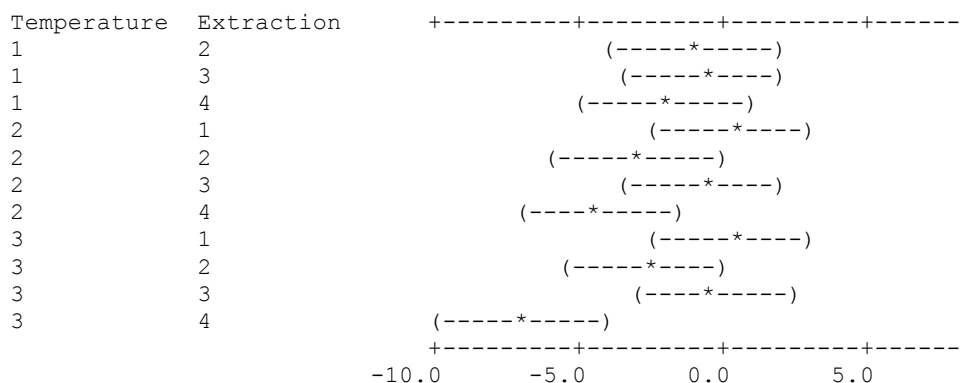 Temperature  Extraction      +---------+---------+---------+------
1            2                           (-----*-----)
1            3                            (-----*----)
1            4                         (-----*-----)
2            1                              (-----*----)
2            2                       (-----*-----)
2            3                            (-----*----)
2            4                     (----*-----)
3            1                              (-----*----)
3            2                        (-----*----)
3            3                             (----*-----)
3            4               (-----*-----)
                             +---------+---------+---------+------
                         -10.0      -5.0       0.0       5.0